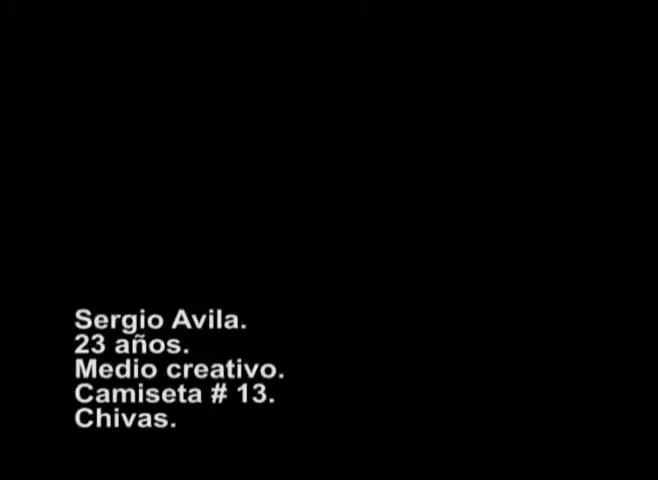 Sergio Avila.
23 años.
Medio creativo.
Camiseta # 13.
Chivas.